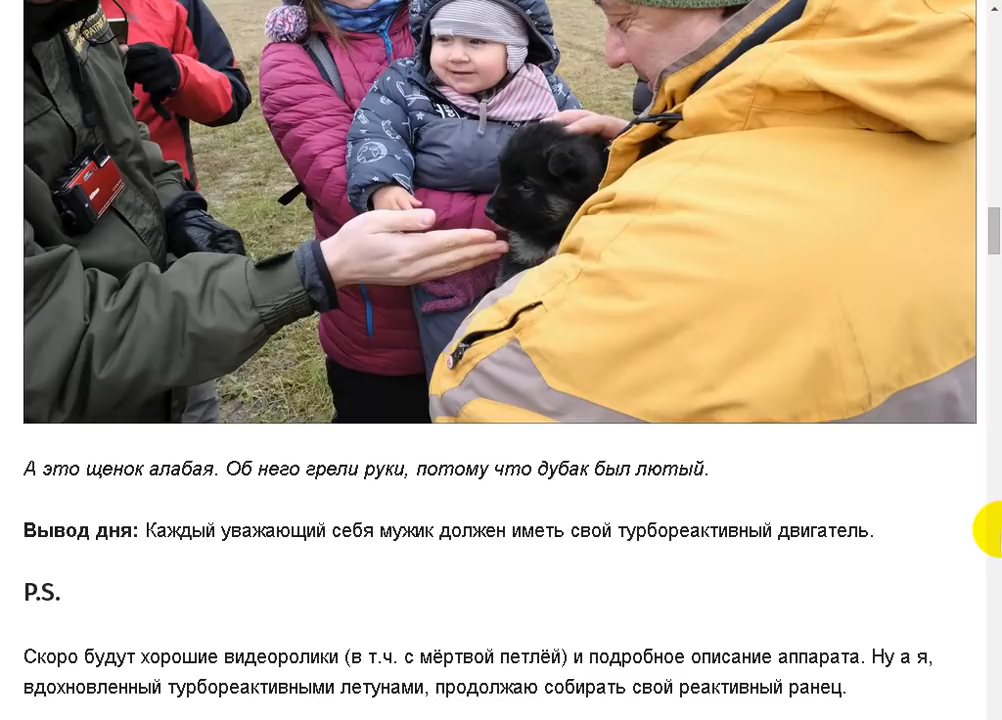 А это щенок алабая. Об него грели руки, потому что дубак был лютый.
Вывод дня: Каждый уважающий себя мужик должен иметь свой турбореактивный двигатель.
P.S.
Скоро будут хорошие видеоролики (в т.ч. с мёртвой петлёй) и подробное описание аппарата. Ну а я,
вдохновленный турбореактивными летунами, продолжаю собирать свой реактивный ранец.